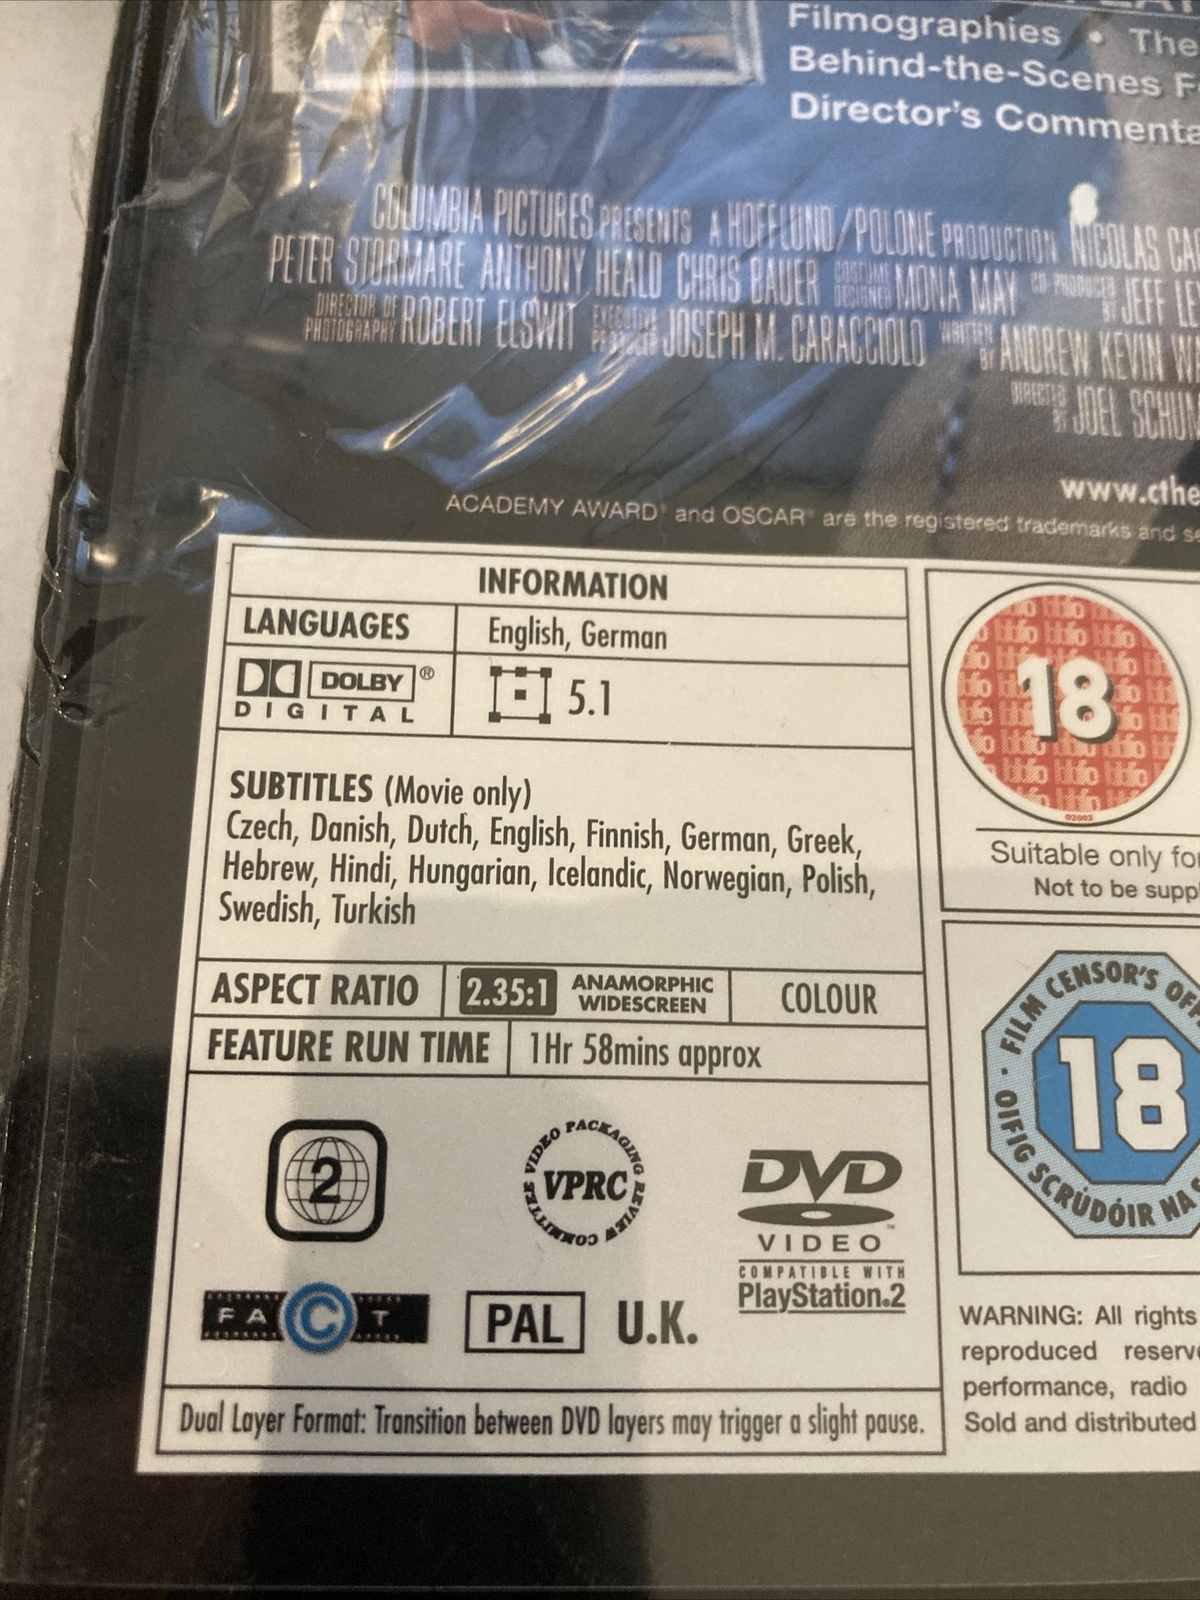 Filmographies • The
Behind-the-Scenes F
Director's Commenta
COLUMBIA PICTURES PRESENTS A HOFFLUND/POLONE PRODUCTION NICOLAS CA
PETER STORMARE ANTHONY HEALD CHRIS BAUER COSTUME DESIGNER MONA MAY CO-PRODUCED BY JEFF LE
DIRECTOR OF PHOTOGRAPHY ROBERT ELSWIT EXECUTIVE PRODUCER JOSEPH M. CARACCIOLO WRITTEN BY ANDREW KEVIN W
DIRECTED BY JOEL SCHUM
www.cthe
ACADEMY AWARD® and OSCAR® are the registered trademarks and se
INFORMATION
LANGUAGES English, German
DOLBY ®
DIGITAL
5.1
SUBTITLES (Movie only)
Czech, Danish, Dutch, English, Finnish, German, Greek,
Hebrew, Hindi, Hungarian, Icelandic, Norwegian, Polish,
Swedish, Turkish
ASPECT RATIO 2.35:1 ANAMORPHIC WIDESCREEN COLOUR
FEATURE RUN TIME 1Hr 58mins approx
2
VIDEO PACKAGING REVIEW COMMITTEE
VPRC
DVD
VIDEO™
COMPATIBLE WITH
PlayStation.2
FACT
PAL U.K.
Dual Layer Format: Transition between DVD layers may trigger a slight pause.
18
02002
Suitable only fo
Not to be supp
· FILM CENSOR'S OFF
18
OIFIG SCRÚDÓIR NA S
WARNING: All rights
reproduced reserv
performance, radio
Sold and distributed